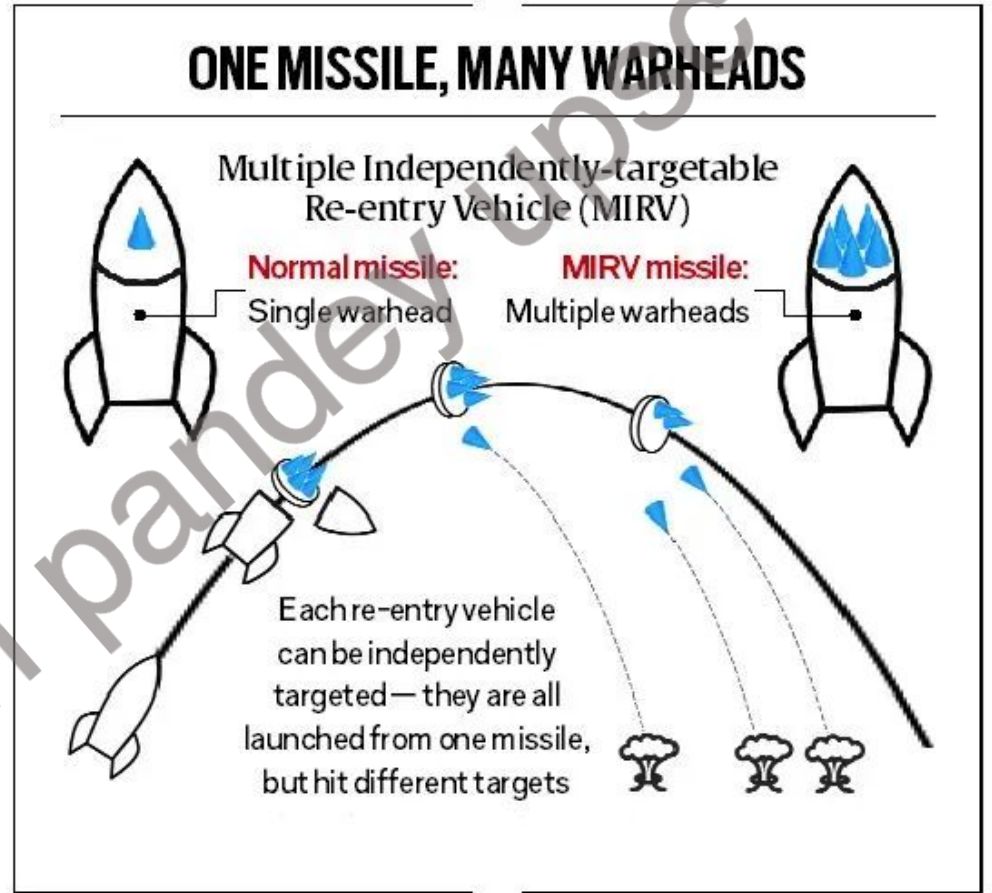 ONE MISSILE, MANY WARHEADS
Multiple Independently-targetable
Re-entry Vehicle (MIRV)
Normal missile:
Single warhead
MIRV missile:
Multiple warheads
Each re-entry vehicle
can be independently
targeted — they are all
launched from one missile,
but hit different targets
pandey upsc